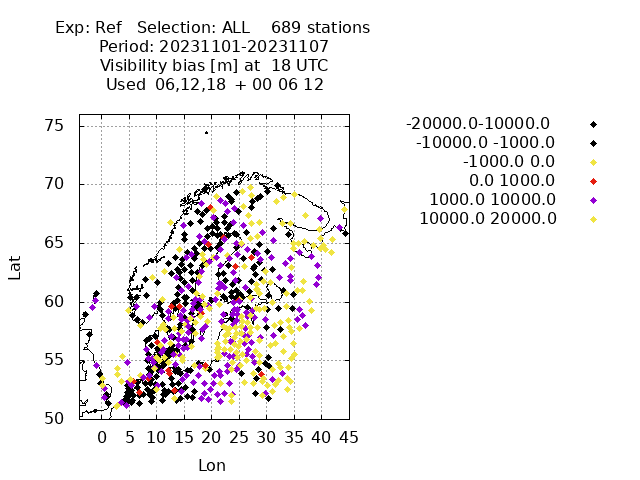 Exp: Ref   Selection: ALL    689 stations
Period: 20231101-20231107
Visibility bias [m] at  18 UTC
Used  06,12,18  + 00 06 12
-20000.0-10000.0
-10000.0 -1000.0
-1000.0 0.0
0.0 1000.0
1000.0 10000.0
10000.0 20000.0
75
70
65
60
55
50
Lat
0 5 10 15 20 25 30 35 40 45
Lon